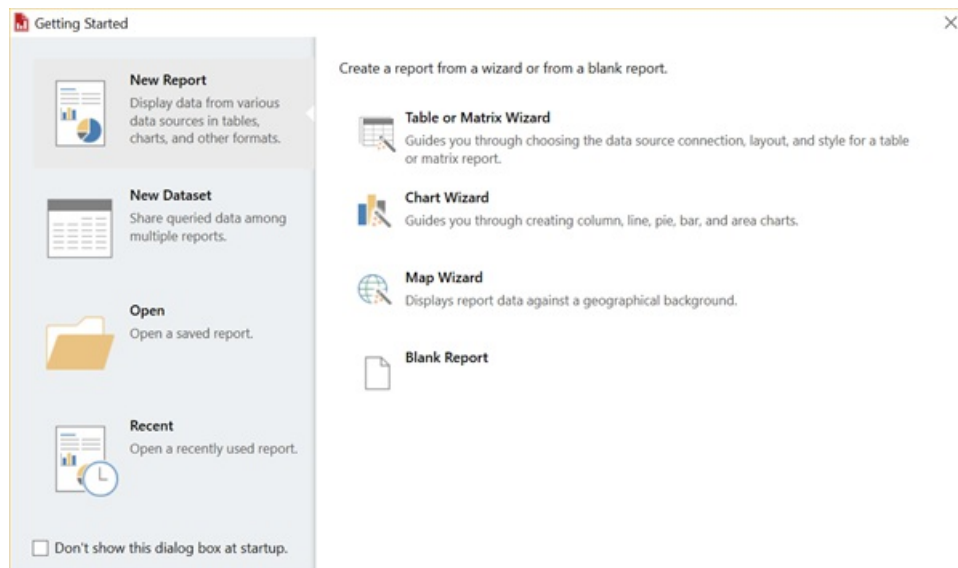 Getting Started
New Report
Display data from various
data sources in tables,
charts, and other formats.
New Dataset
Share queried data among
multiple reports.
Open
Open a saved report.
Recent
Open a recently used report.
Don't show this dialog box at startup.
Create a report from a wizard or from a blank report.
Table or Matrix Wizard
Guides you through choosing the data source connection, layout, and style for a table
or matrix report.
Chart Wizard
Guides you through creating column, line, pie, bar, and area charts.
Map Wizard
Displays report data against a geographical background.
Blank Report